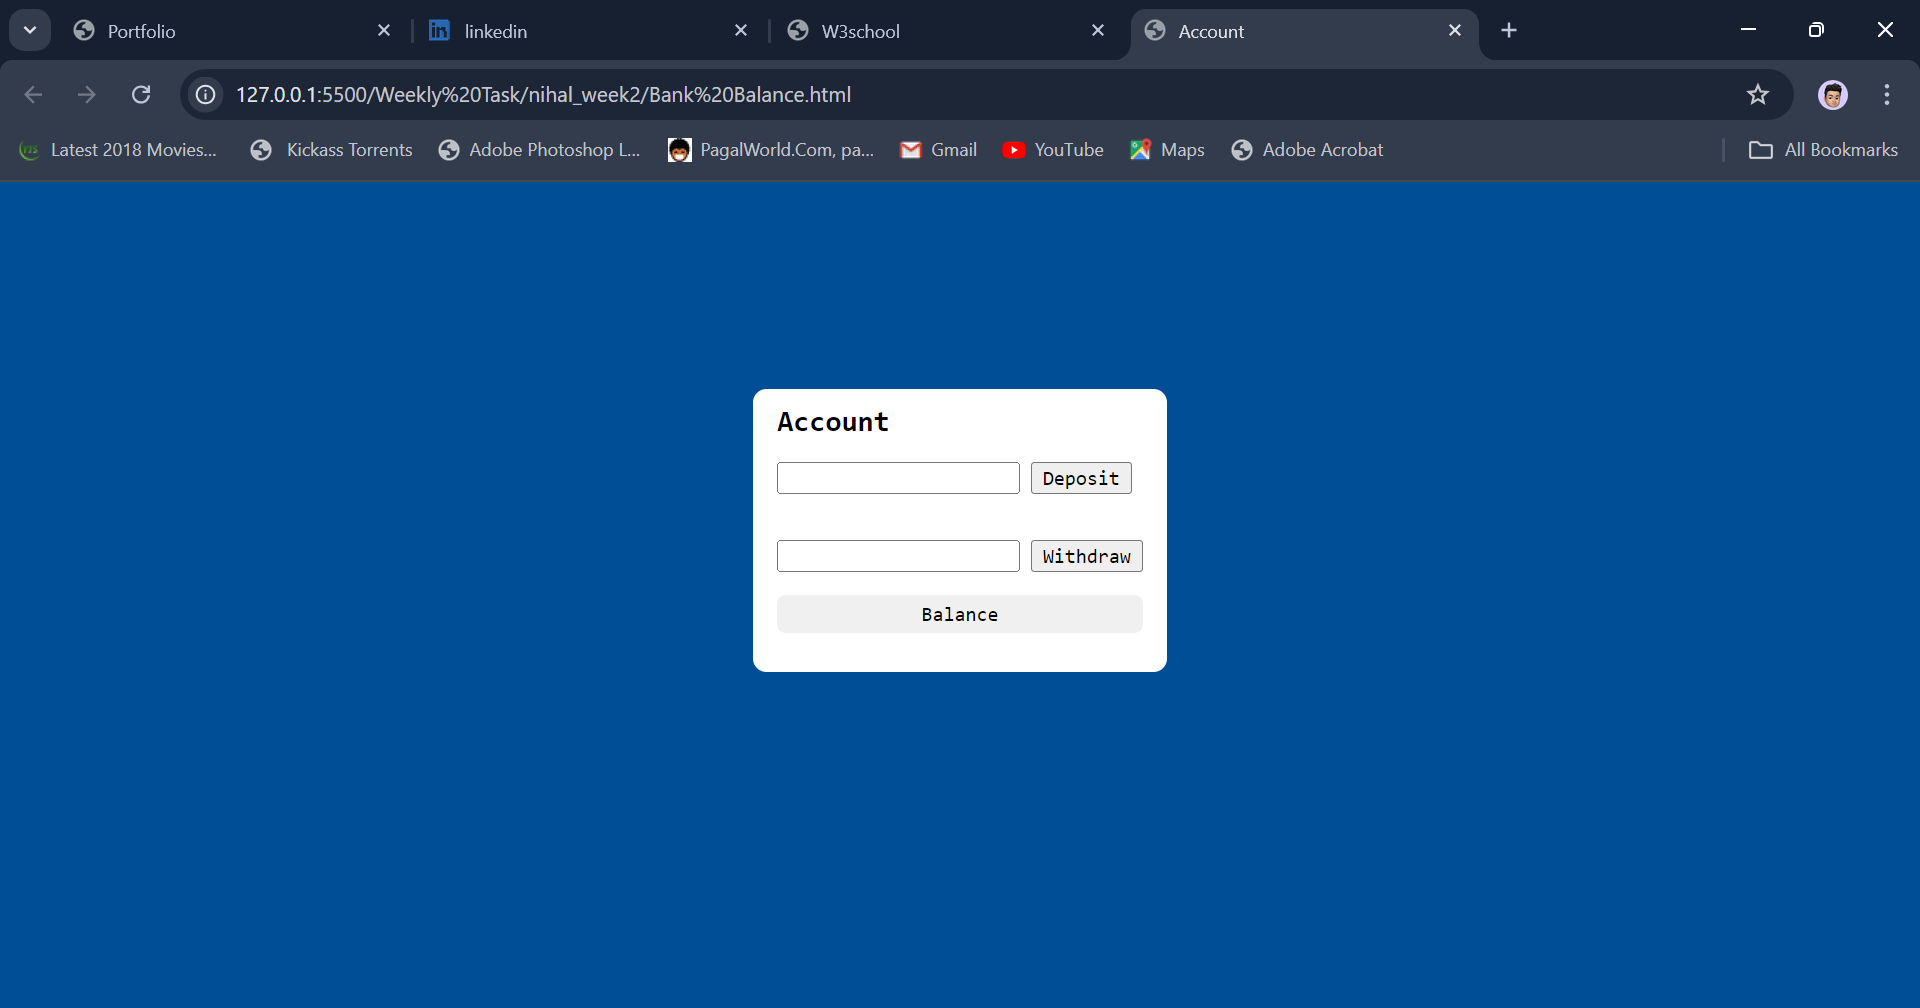 Portfolio
linkedin
W3school
Account
127.0.0.1:5500/Weekly%20Task/nihal_week2/Bank%20Balance.html
Latest 2018 Movies...
Kickass Torrents
Adobe Photoshop L...
PagalWorld.Com, pa...
Gmail
YouTube
Maps
Adobe Acrobat
All Bookmarks
Account
Deposit
Withdraw
Balance